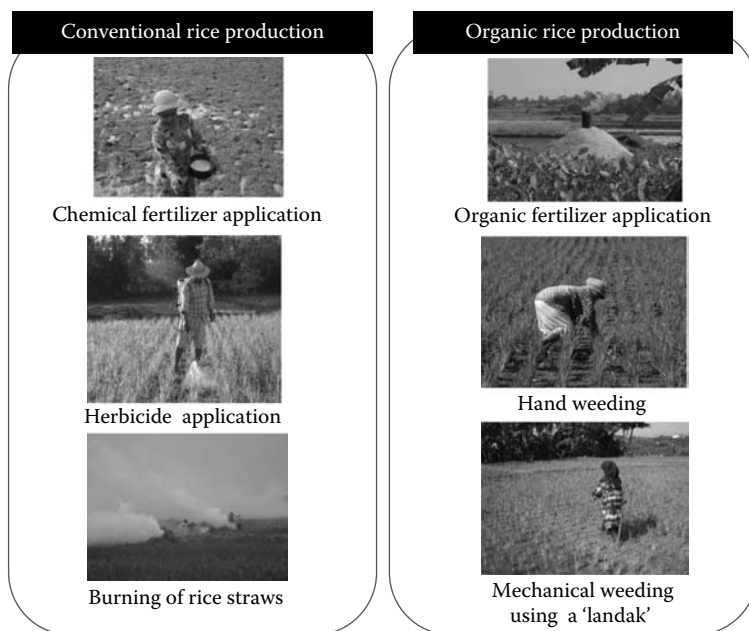 Conventional rice production
Chemical fertilizer application
Herbicide application
Burning of rice straws
Organic rice production
Organic fertilizer application
Hand weeding
Mechanical weeding
using a ‘landak’